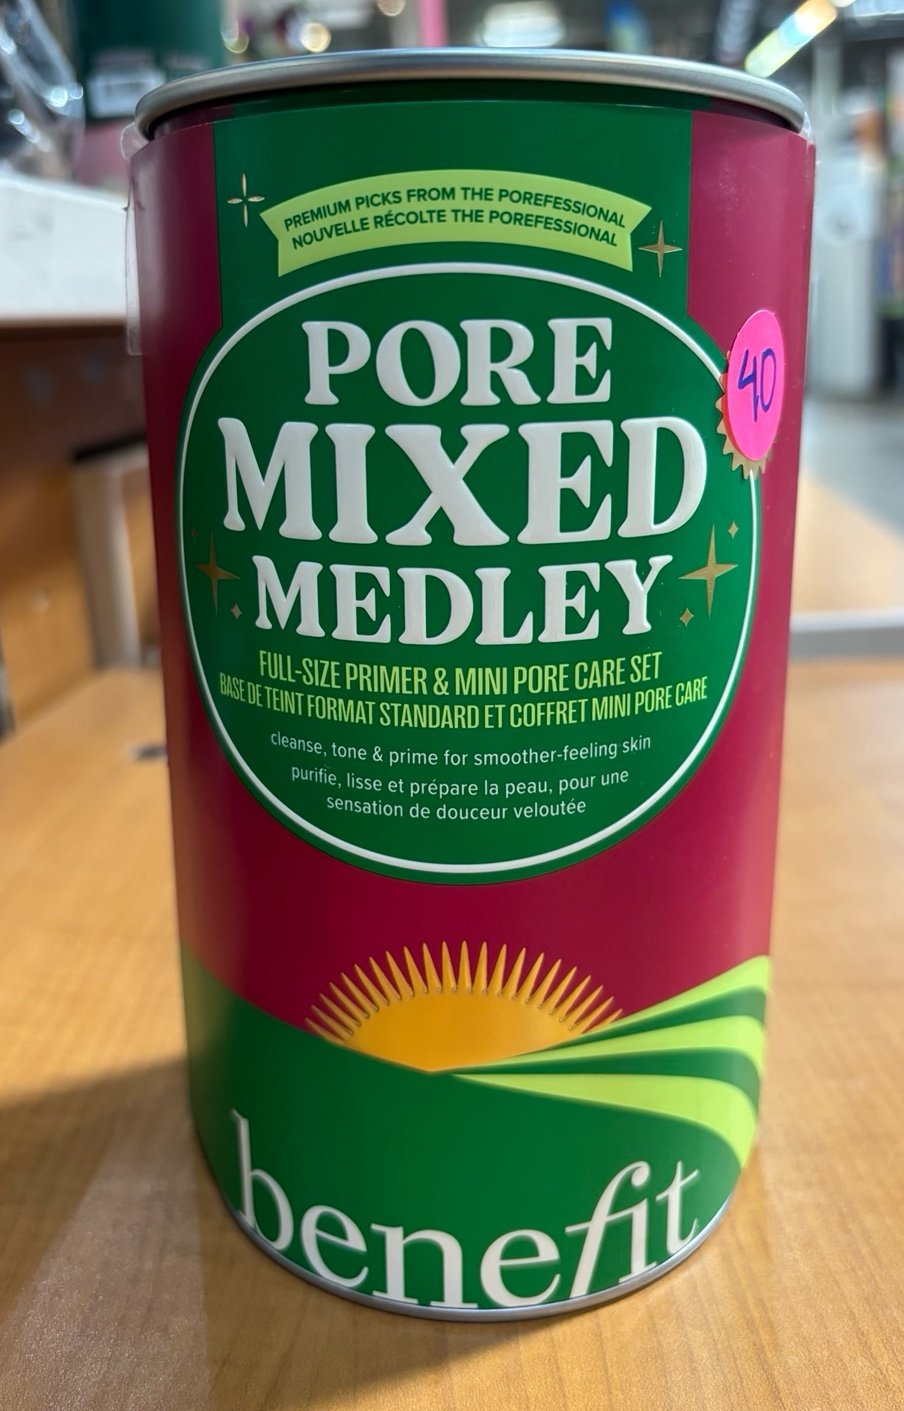 PREMIUM PICKS FROM THE POREFESSIONAL
NOUVELLE RÉCOLTE THE POREFESSIONAL
PORE
MIXED
MEDLEY
40
FULL-SIZE PRIMER & MINI PORE CARE SET
BASE DE TEINT FORMAT STANDARD ET COFFRET MINI PORE CARE
cleanse, tone & prime for smoother-feeling skin
purifie, lisse et prépare la peau, pour une
sensation de douceur veloutée
benefit